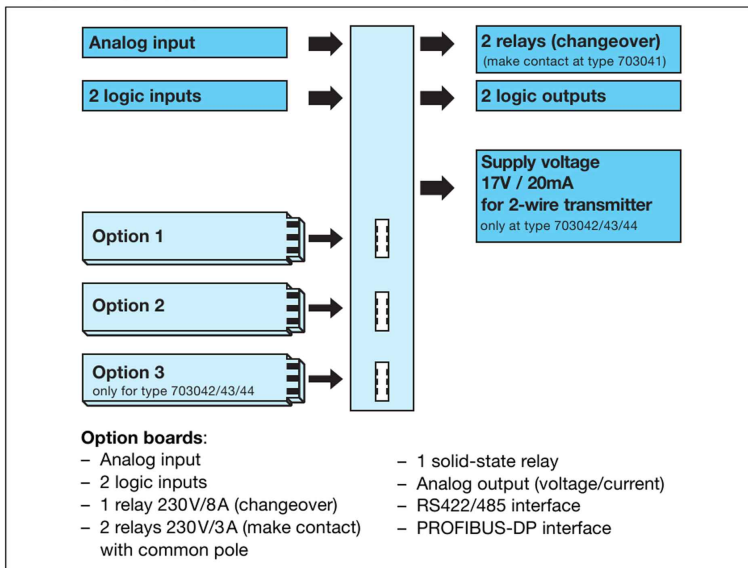 Analog input
2 relays (changeover)
(make contact at type 703041)
2 logic inputs
2 logic outputs
Supply voltage
17V / 20mA
for 2-wire transmitter
only at type 703042/43/44
Option 1
Option 2
Option 3
only for type 703042/43/44
Option boards:
– Analog input
– 2 logic inputs
– 1 relay 230V/8A (changeover)
– 2 relays 230V/3A (make contact)
with common pole
– 1 solid-state relay
– Analog output (voltage/current)
– RS422/485 interface
– PROFIBUS-DP interface